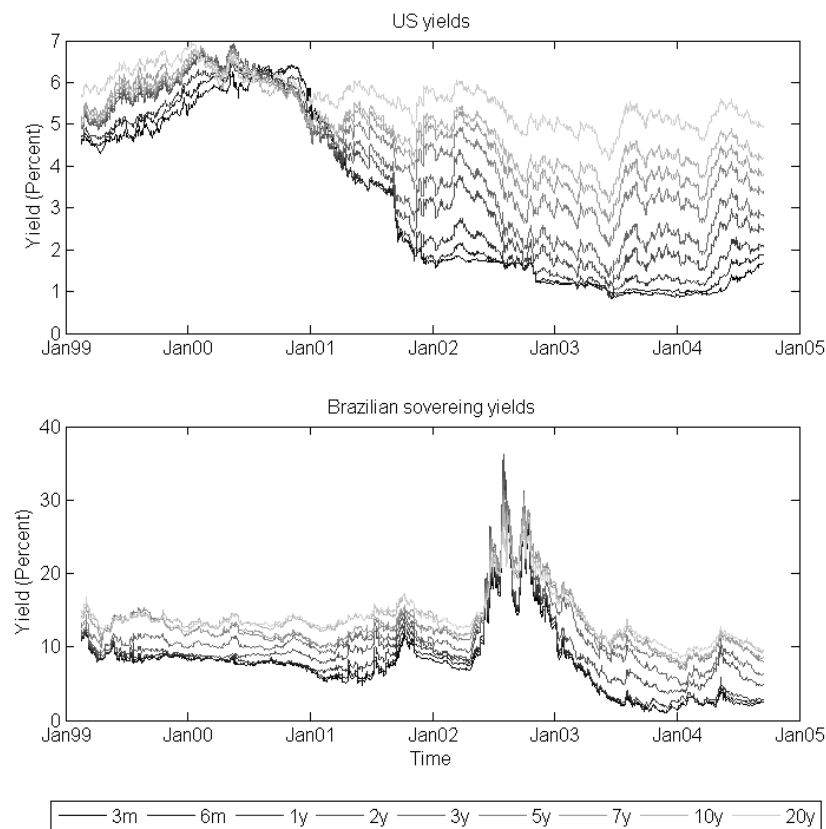 US yields
7
6
5
4
3
2
1
0
Yield (Percent)
Jan99 Jan00 Jan01 Jan02 Jan03 Jan04 Jan05
Brazilian sovereing yields
40
30
20
10
0
Yield (Percent)
Jan99 Jan00 Jan01 Jan02 Jan03 Jan04 Jan05
Time
3m 6m 1y 2y 3y 5y 7y 10y 20y